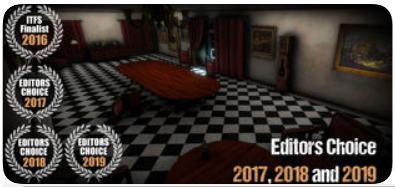 ITFS
Finalist
2016
EDITORS
CHOICE
2017
EDITORS
CHOICE
2018
EDITORS
CHOICE
2019
Editors Choice
2017, 2018 and 2019